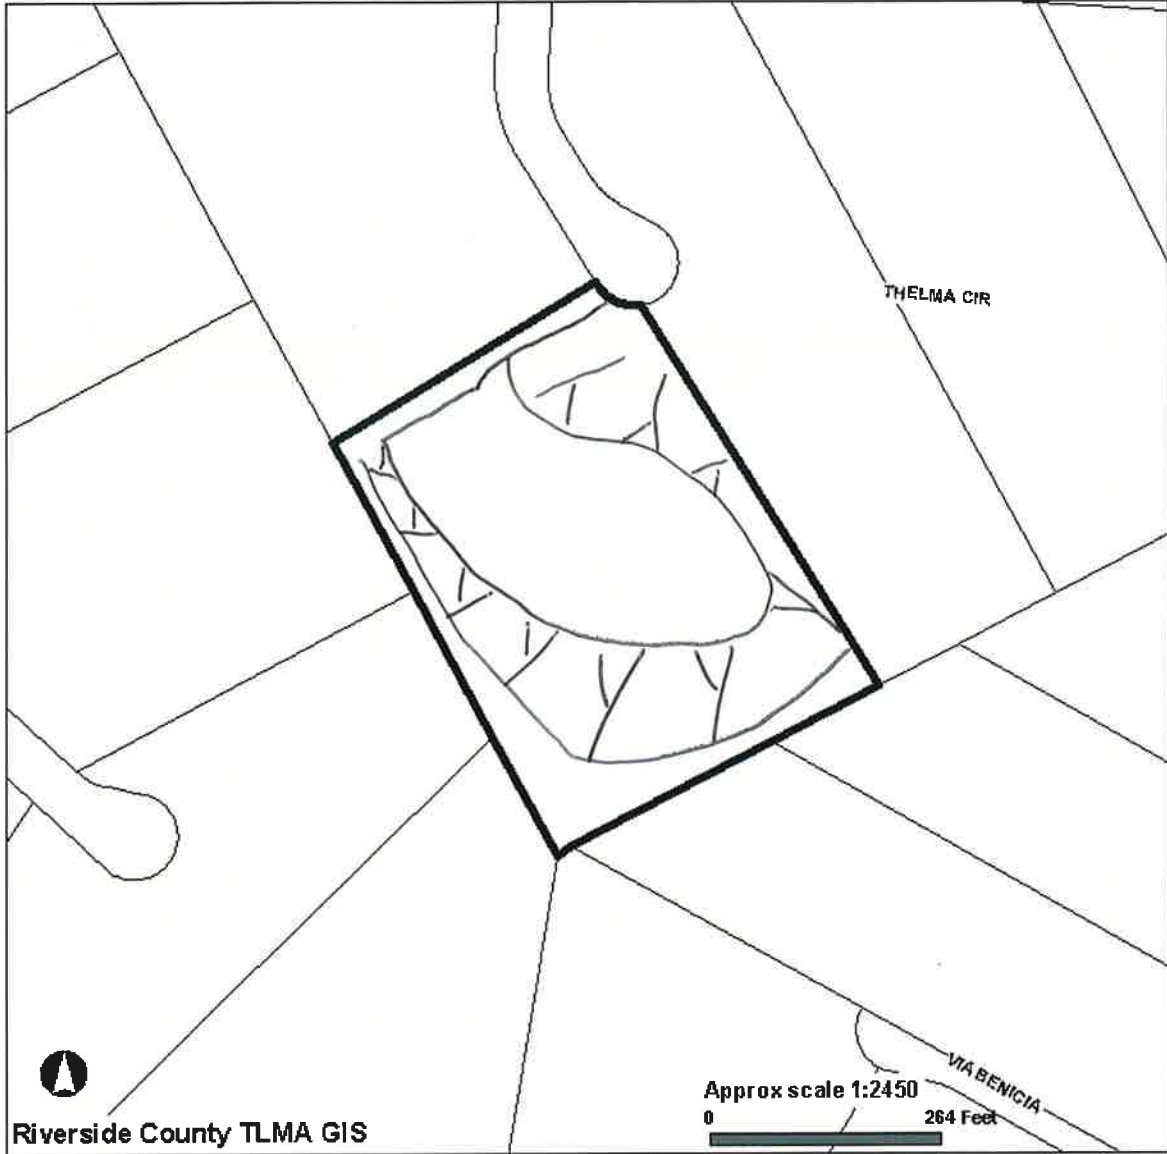 THELMA CIR
VIA BENICIA
Approx scale 1:2450
0 264 Feet
Riverside County TLMA GIS